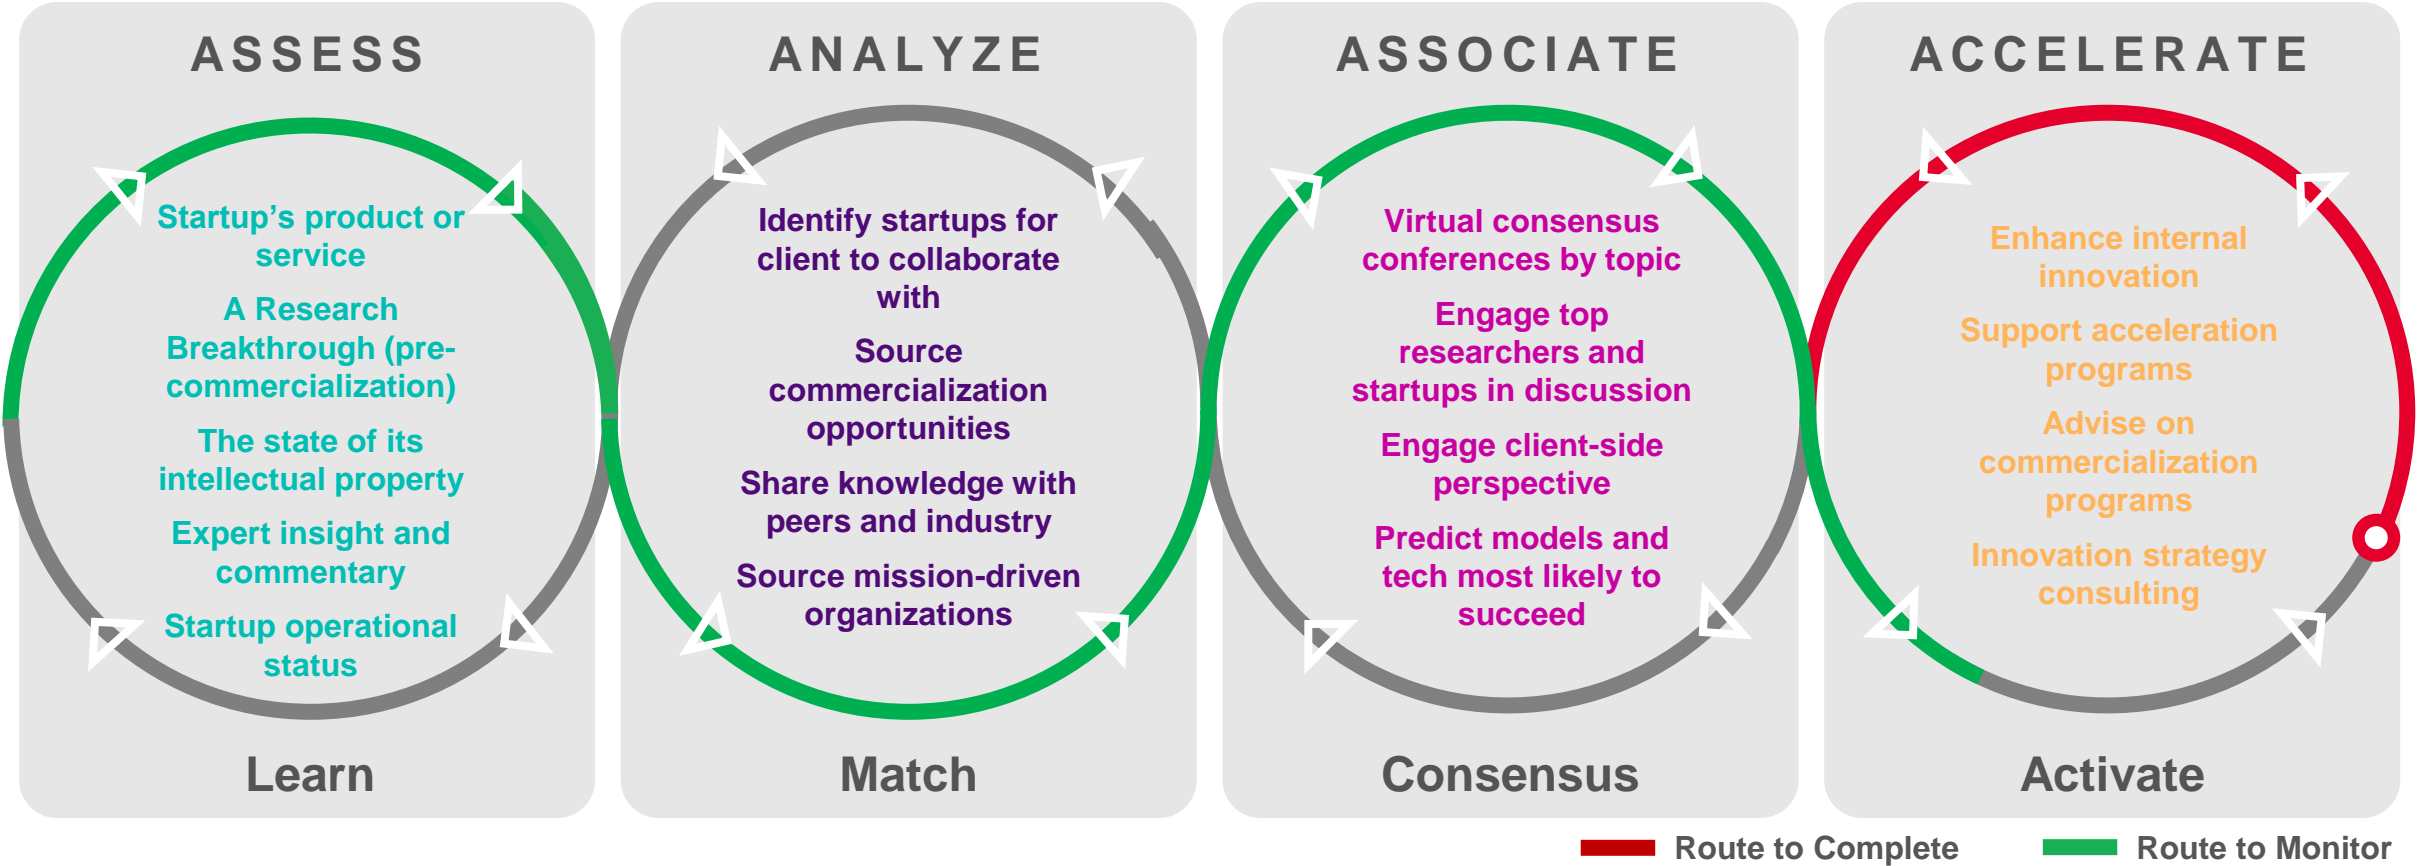 ASSESS
Startup’s product or
service
A Research
Breakthrough (pre-
commercialization)
The state of its
intellectual property
Expert insight and
commentary
Startup operational
status
Learn
ANALYZE
Identify startups for
client to collaborate
with
Source
commercialization
opportunities
Share knowledge with
peers and industry
Source mission-driven
organizations
Match
ASSOCIATE
Virtual consensus
conferences by topic
Engage top
researchers and
startups in discussion
Engage client-side
perspective
Predict models and
tech most likely to
succeed
Consensus
ACCELERATE
Enhance internal
innovation
Support acceleration
programs
Advise on
commercialization
programs
Innovation strategy
consulting
Activate
Route to Complete
Route to Monitor